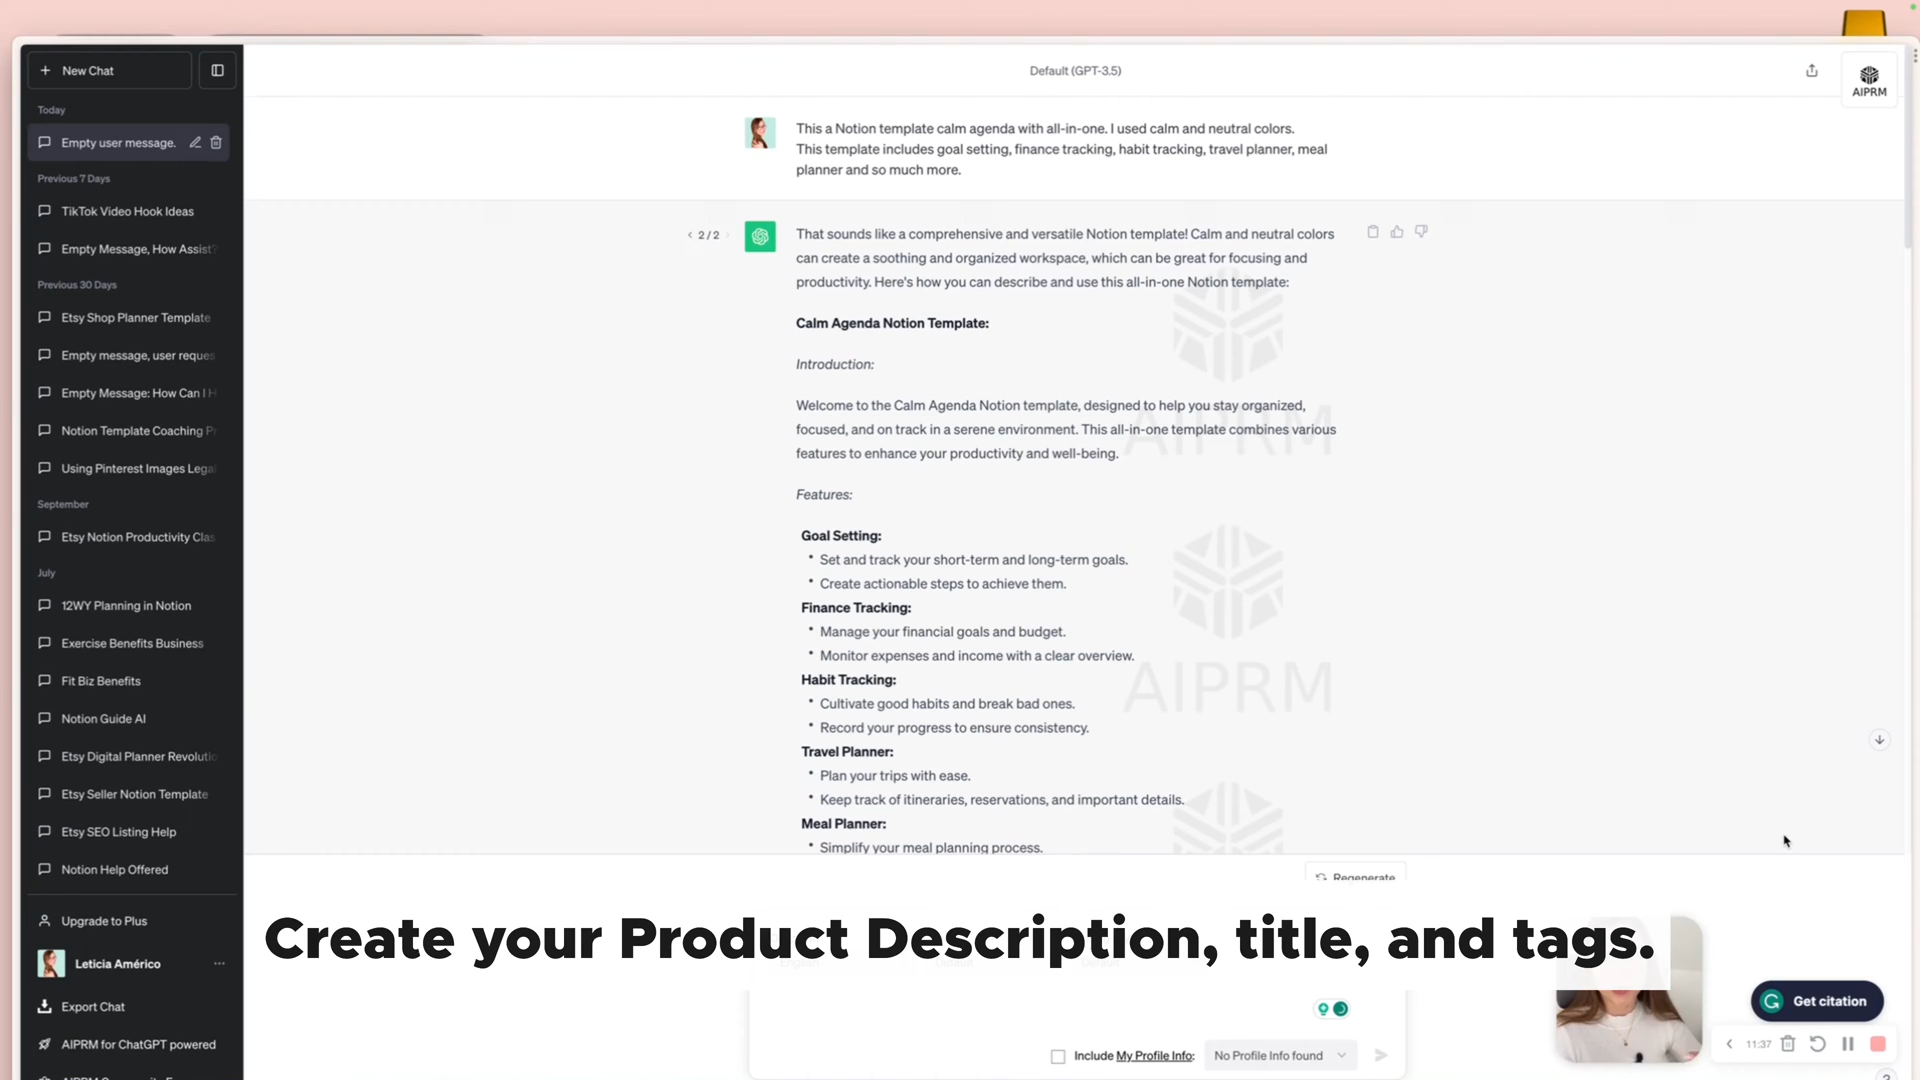 New Chat
Today
Empty user message.
Previous 7 Days
TikTok Video Hook Ideas
Empty Message, How Assist?
Previous 30 Days
Etsy Shop Planner Template
Empty message, user reques
Empty Message: How Can I H
Notion Template Coaching Pr
Using Pinterest Images Legal
September
Etsy Notion Productivity Clas
July
12WY Planning in Notion
Exercise Benefits Business
Fit Biz Benefits
Notion Guide AI
Etsy Digital Planner Revolutio
Etsy Seller Notion Template
Etsy SEO Listing Help
Notion Help Offered
Upgrade to Plus
Leticia Américo
Export Chat
AIPRM for ChatGPT powered
Default (GPT-3.5)
AIPRM
This a Notion template calm agenda with all-in-one. I used calm and neutral colors.
This template includes goal setting, finance tracking, habit tracking, travel planner, meal
planner and so much more.
2 / 2
That sounds like a comprehensive and versatile Notion template! Calm and neutral colors
can create a soothing and organized workspace, which can be great for focusing and
productivity. Here's how you can describe and use this all-in-one Notion template:
Calm Agenda Notion Template:
Introduction:
Welcome to the Calm Agenda Notion template, designed to help you stay organized,
focused, and on track in a serene environment. This all-in-one template combines various
features to enhance your productivity and well-being.
AIPRM
Features:
Goal Setting:
• Set and track your short-term and long-term goals.
• Create actionable steps to achieve them.
Finance Tracking:
• Manage your financial goals and budget.
• Monitor expenses and income with a clear overview.
Habit Tracking:
• Cultivate good habits and break bad ones.
• Record your progress to ensure consistency.
AIPRM
Travel Planner:
• Plan your trips with ease.
• Keep track of itineraries, reservations, and important details.
Meal Planner:
• Simplify your meal planning process.
Regenerate
Create your Product Description, title, and tags.
Include My Profile Info:
No Profile Info found
Get citation
11:37